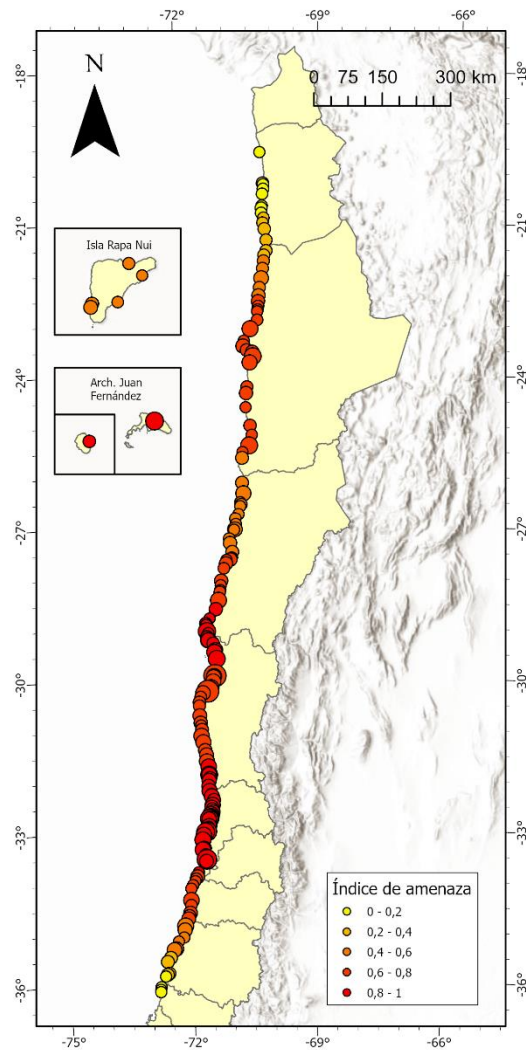 -72° -69° -66°
-18° -18°
N
0 75 150 300 km
-21° -21°
Isla Rapa Nui
-24° -24°
Arch. Juan
Fernández
-27° -27°
-30° -30°
-33° -33°
Índice de amenaza
0 - 0,2
0,2 - 0,4
0,4 - 0,6
0,6 - 0,8
0,8 - 1
-36° -36°
-75° -72° -69° -66°